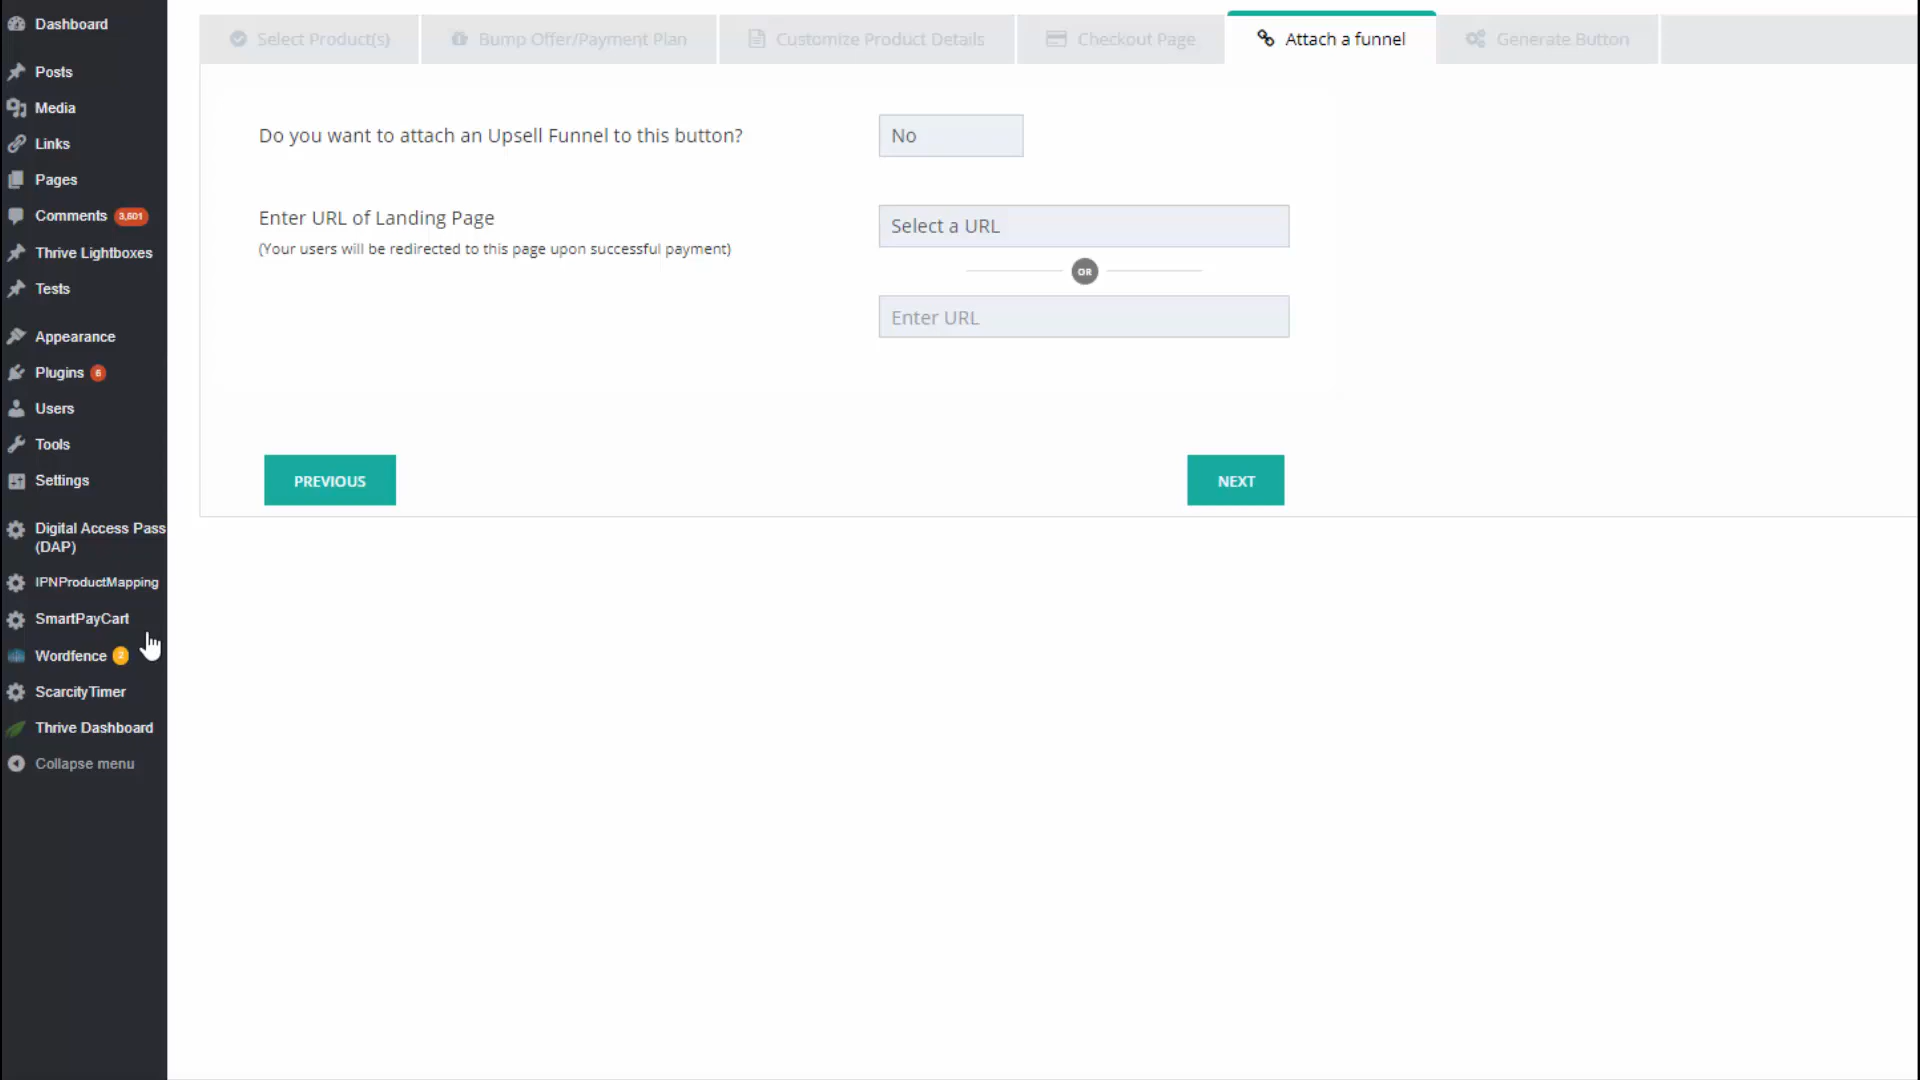 Dashboard
Posts
Media
Links
Pages
Comments 3,601
Thrive Lightboxes
Tests
Appearance
Plugins 6
Users
Tools
Settings
Digital Access Pass
(DAP)
IPNProductMapping
SmartPayCart
Wordfence 2
ScarcityTimer
Thrive Dashboard
Collapse menu
Select Product(s)
Bump Offer/Payment Plan
Customize Product Details
Checkout Page
Attach a funnel
Generate Button
Do you want to attach an Upsell Funnel to this button?
No
Enter URL of Landing Page
(Your users will be redirected to this page upon successful payment)
Select a URL
OR
Enter URL
PREVIOUS
NEXT